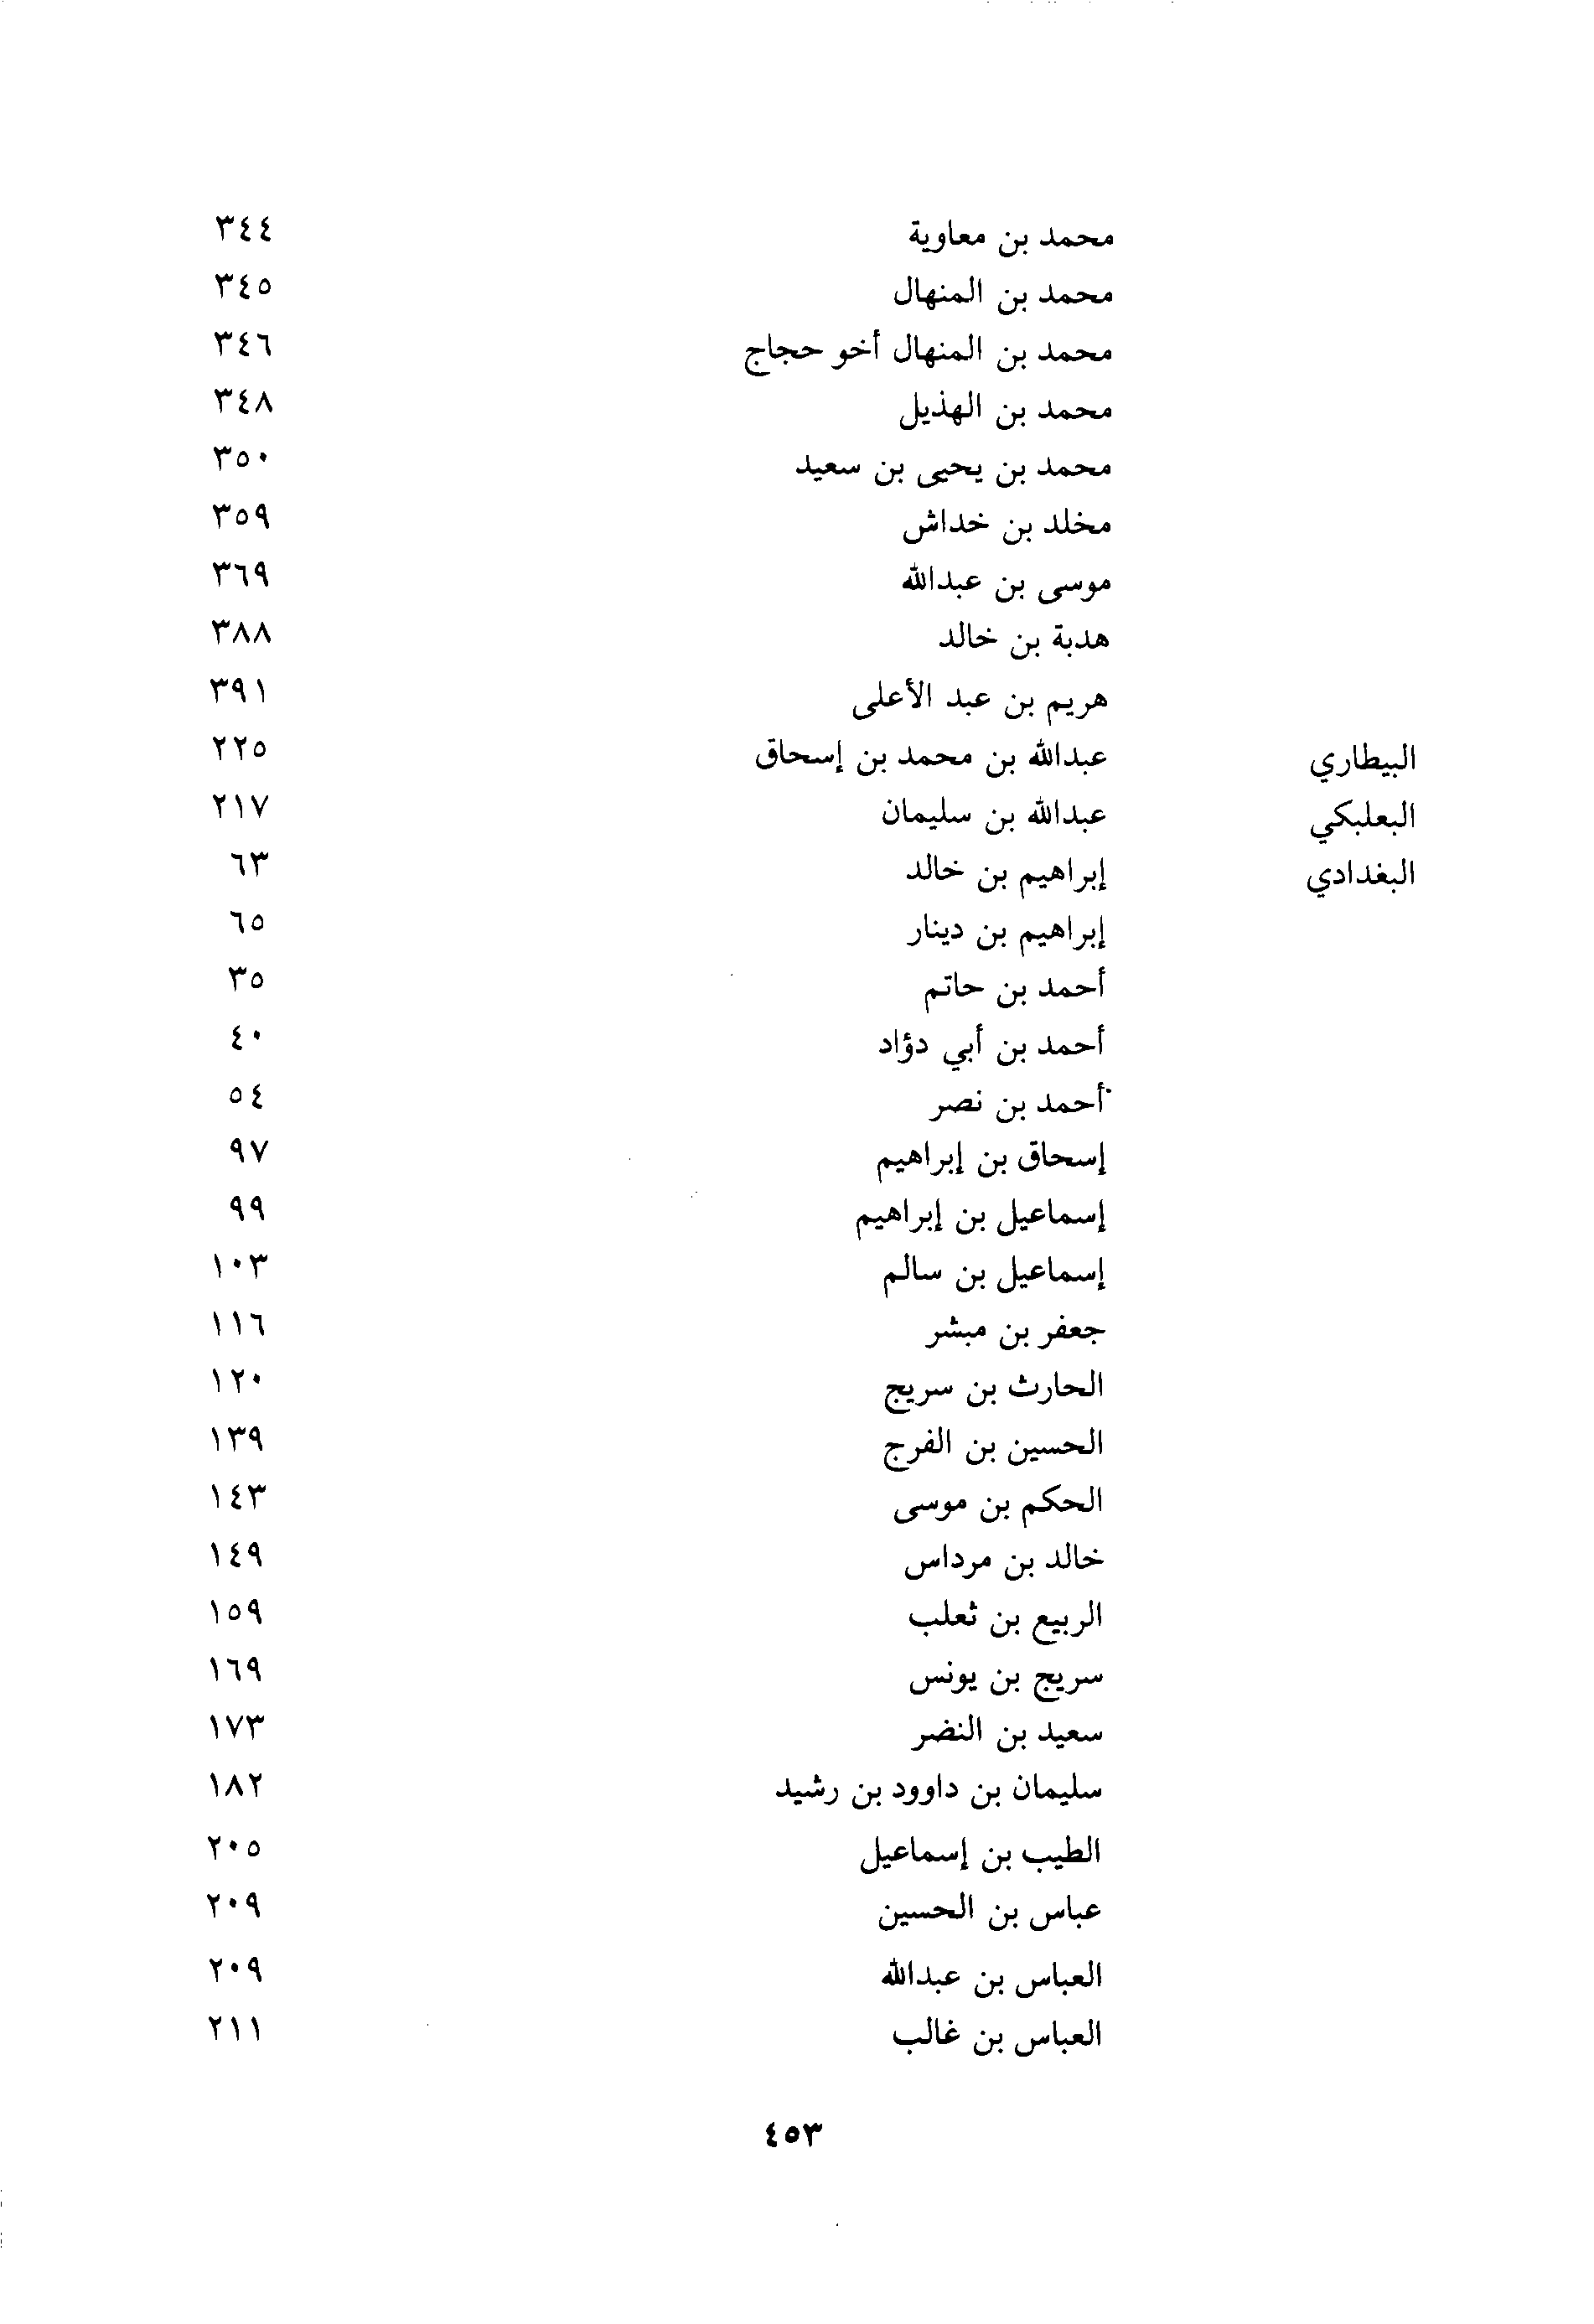 محمد بن معاوية ٣٤٤
محمد بن المنهال ٣٤٥
محمد بن المنهال أخو حجاج ٣٤٦
محمد بن الهذيل ٣٤٨
محمد بن يحيى بن سعيد ٣٥٠
مخلد بن خداش ٣٥٩
موسى بن عبدالله ٣٦٩
هدبة بن خالد ٣٨٨
هريم بن عبد الأعلى ٣٩١
البيطاري عبدالله بن محمد بن إسحاق ٢٢٥
البعلبكي عبدالله بن سليمان ٢١٧
البغدادي إبراهيم بن خالد ٦٣
إبراهيم بن دينار ٦٥
أحمد بن حاتم ٣٥
أحمد بن أبي دؤاد ٤٠
أحمد بن نصر ٥٤
إسحاق بن إبراهيم ٩٧
إسماعيل بن إبراهيم ٩٩
إسماعيل بن سالم ١٠٣
جعفر بن مبشر ١١٦
الحارث بن سريج ١٢٠
الحسين بن الفرج ١٣٩
الحكم بن موسى ١٤٣
خالد بن مرداس ١٤٩
الربيع بن ثعلب ١٥٩
سريج بن يونس ١٦٩
سعيد بن النضر ١٧٣
سليمان بن داوود بن رشيد ١٨٢
الطيب بن إسماعيل ٢٠٥
عباس بن الحسين ٢٠٩
العباس بن عبدالله ٢٠٩
العباس بن غالب ٢١١
٤٥٣